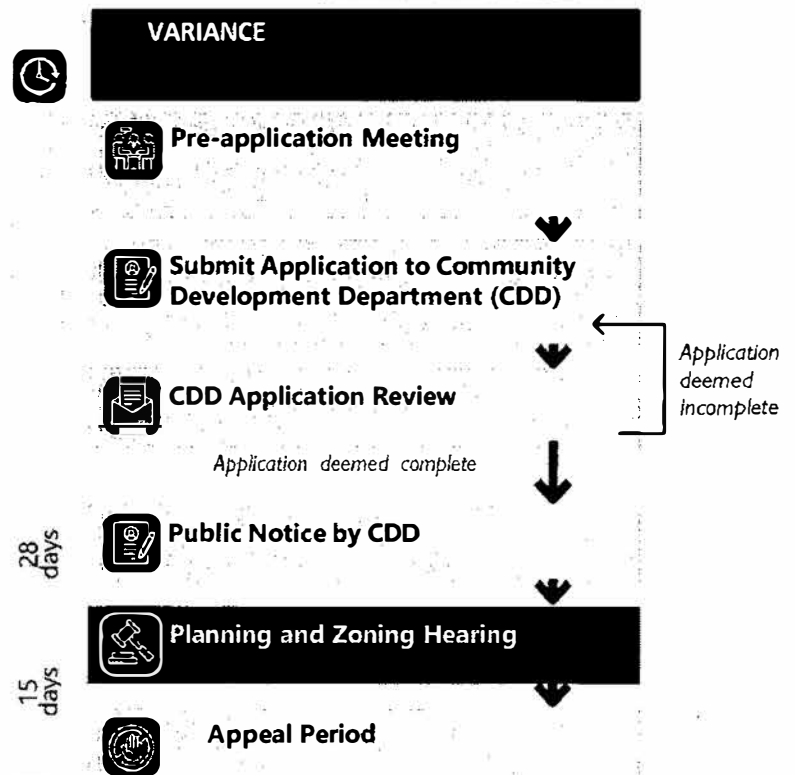 VARIANCE
Pre-application Meeting
Submit Application to Community
Development Department (CDD)
Application
deemed
incomplete
CDD Application Review
Application deemed complete
Public Notice by CDD
28
days
Planning and Zoning Hearing
15
days
Appeal Period